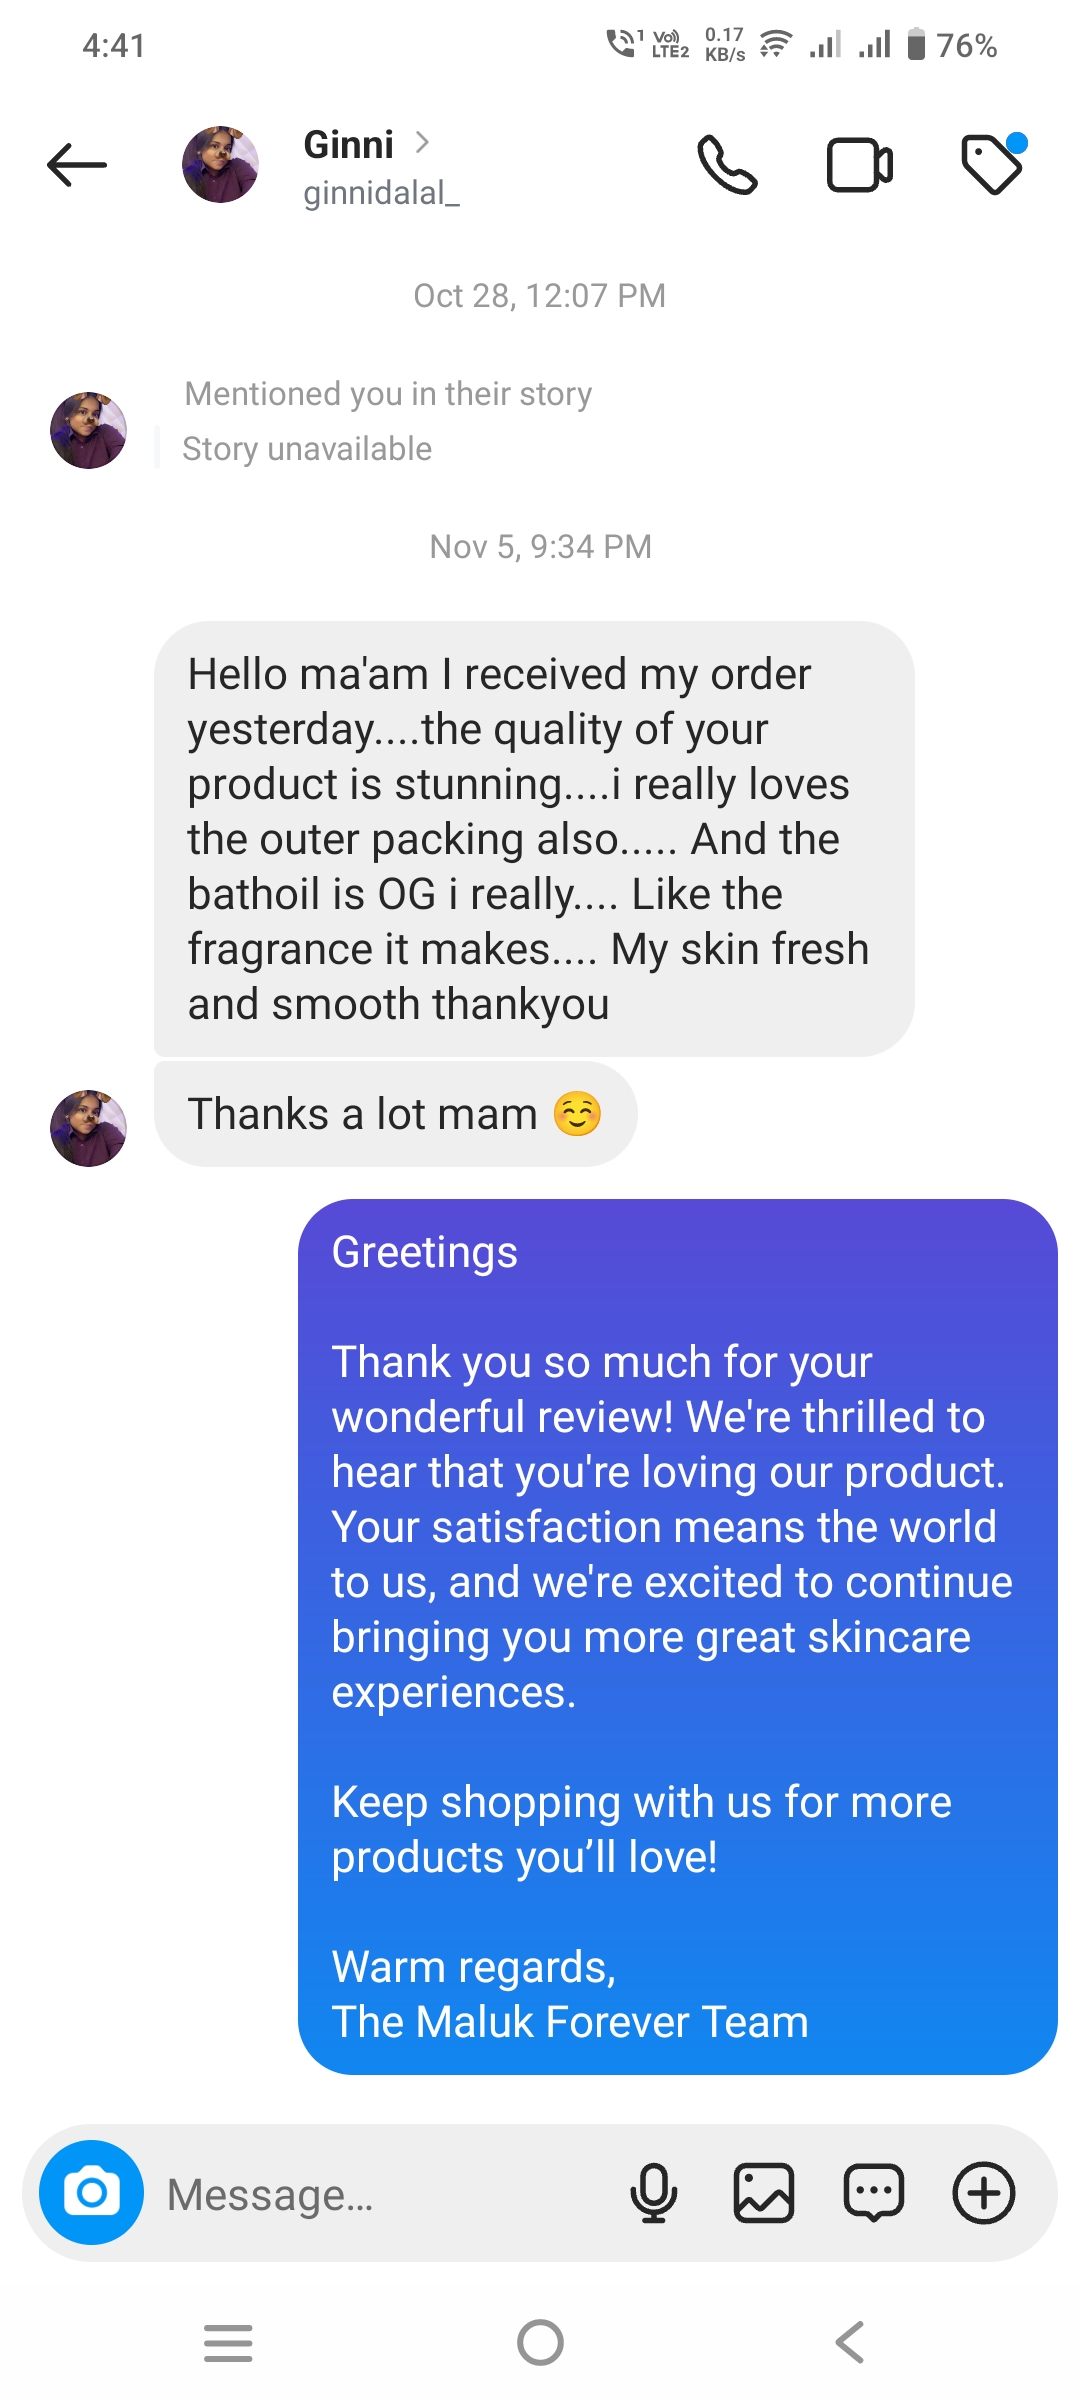 4:41
1 Vo) LTE2 0.17 KB/s 76%
Ginni
ginnidalal_
Oct 28, 12:07 PM
Mentioned you in their story
Story unavailable
Nov 5, 9:34 PM
Hello ma'am I received my order
yesterday....the quality of your
product is stunning....i really loves
the outer packing also..... And the
bathoil is OG i really.... Like the
fragrance it makes.... My skin fresh
and smooth thankyou
Thanks a lot mam ☺️
Greetings
Thank you so much for your
wonderful review! We're thrilled to
hear that you're loving our product.
Your satisfaction means the world
to us, and we're excited to continue
bringing you more great skincare
experiences.
Keep shopping with us for more
products you’ll love!
Warm regards,
The Maluk Forever Team
Message...